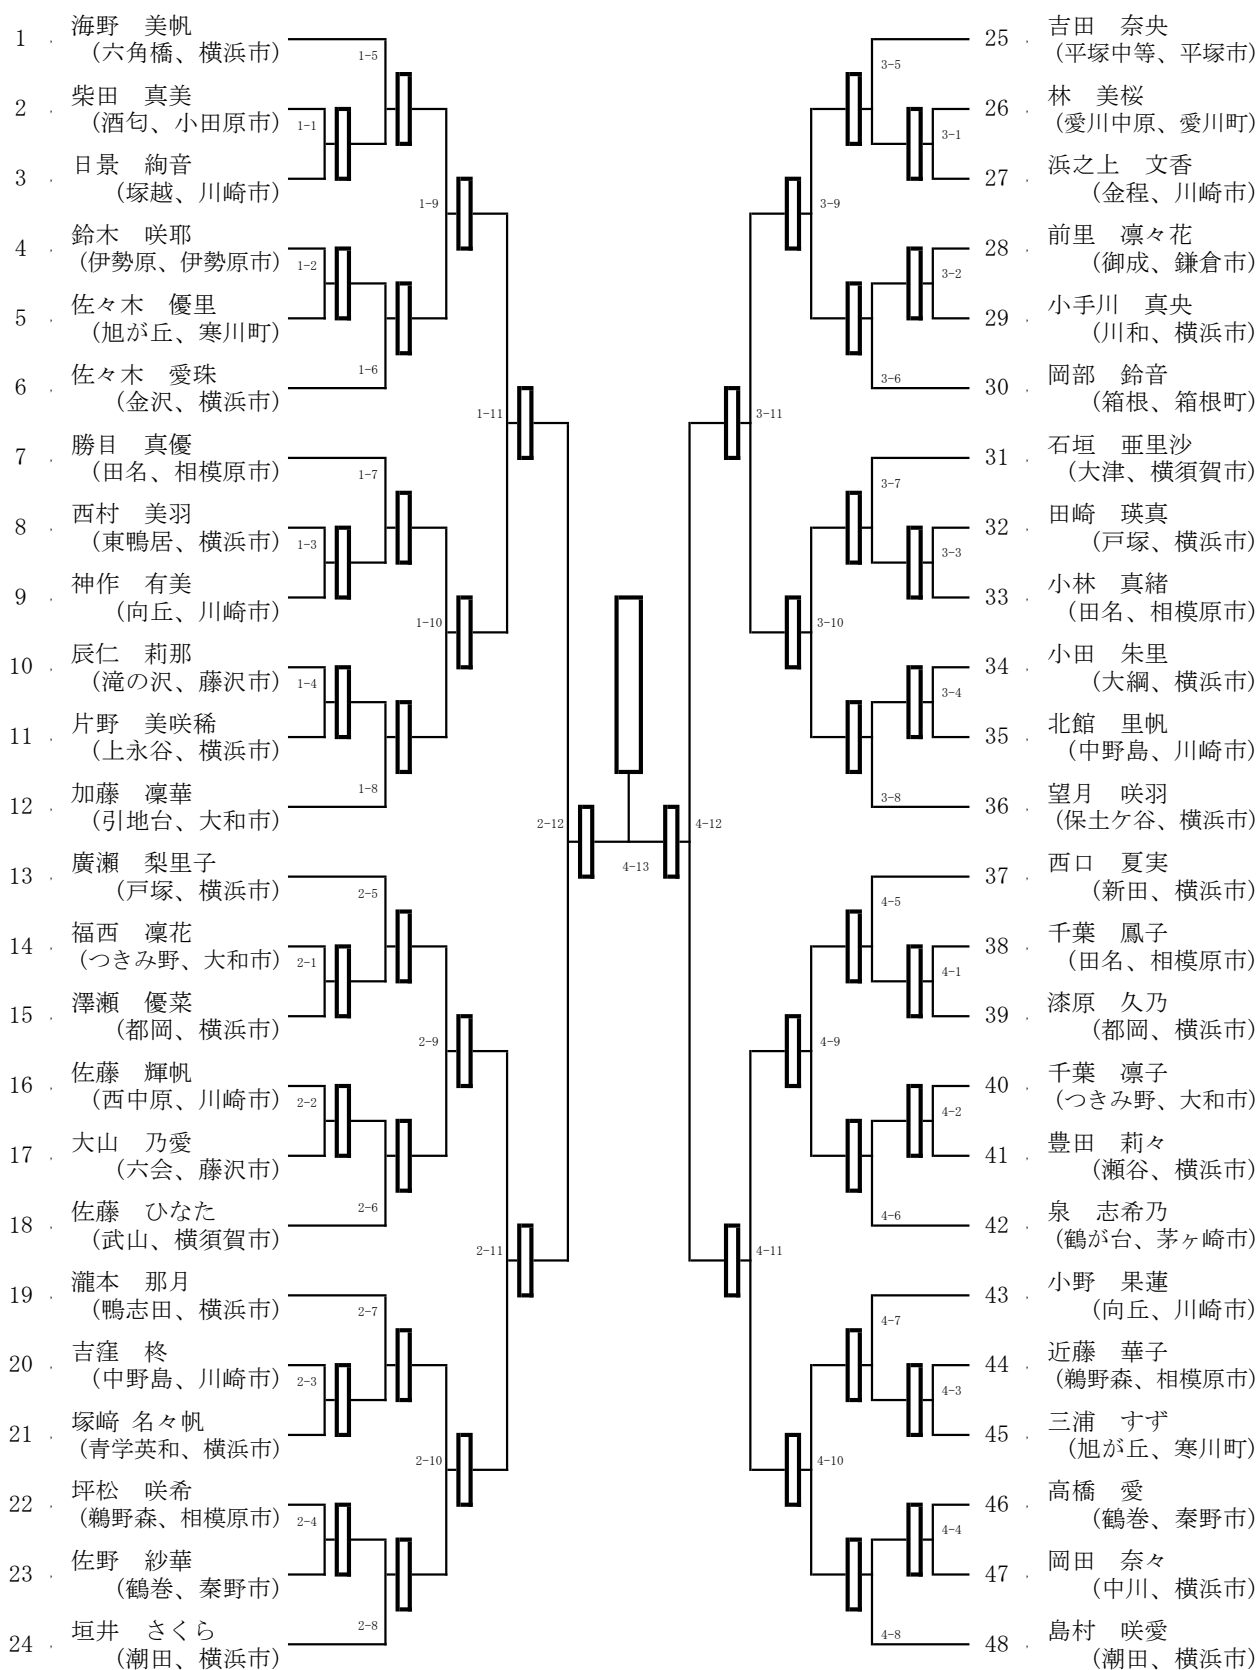 1 . 海野　美帆
（六角橋、横浜市）
2 . 柴田　真美
（酒匂、小田原市）
3 . 日景　絢音
（塚越、川崎市）
4 . 鈴木　咲耶
（伊勢原、伊勢原市）
5 . 佐々木　優里
（旭が丘、寒川町）
6 . 佐々木　愛珠
（金沢、横浜市）
7 . 勝目　真優
（田名、相模原市）
8 . 西村　美羽
（東鴨居、横浜市）
9 . 神作　有美
（向丘、川崎市）
10 . 辰仁　莉那
（滝の沢、藤沢市）
11 . 片野　美咲稀
（上永谷、横浜市）
12 . 加藤　凜華
（引地台、大和市）
13 . 廣瀬　梨里子
（戸塚、横浜市）
14 . 福西　凜花
（つきみ野、大和市）
15 . 澤瀬　優菜
（都岡、横浜市）
16 . 佐藤　輝帆
（西中原、川崎市）
17 . 大山　乃愛
（六会、藤沢市）
18 . 佐藤　ひなた
（武山、横須賀市）
19 . 瀧本　那月
（鴨志田、横浜市）
20 . 吉窪　柊
（中野島、川崎市）
21 . 塚﨑 名々帆
（青学英和、横浜市）
22 . 坪松　咲希
（鵜野森、相模原市）
23 . 佐野　紗華
（鶴巻、秦野市）
24 . 垣井　さくら
（潮田、横浜市）
1-5
1-1
1-9
1-2
1-6
1-11
1-7
1-3
1-10
1-4
1-8
2-12
2-5
2-1
2-9
2-2
2-6
2-11
2-7
2-3
2-10
2-4
2-8
4-13
3-5
3-1
3-9
3-2
3-6
3-11
3-7
3-3
3-10
3-4
3-8
4-12
4-5
4-1
4-9
4-2
4-6
4-11
4-7
4-3
4-10
4-4
4-8
25 . 吉田　奈央
（平塚中等、平塚市）
26 . 林　美桜
（愛川中原、愛川町）
27 . 浜之上　文香
（金程、川崎市）
28 . 前里　凛々花
（御成、鎌倉市）
29 . 小手川　真央
（川和、横浜市）
30 . 岡部　鈴音
（箱根、箱根町）
31 . 石垣　亜里沙
（大津、横須賀市）
32 . 田崎　瑛真
（戸塚、横浜市）
33 . 小林　真緒
（田名、相模原市）
34 . 小田　朱里
（大綱、横浜市）
35 . 北館　里帆
（中野島、川崎市）
36 . 望月　咲羽
（保土ケ谷、横浜市）
37 . 西口　夏実
（新田、横浜市）
38 . 千葉　鳳子
（田名、相模原市）
39 . 漆原　久乃
（都岡、横浜市）
40 . 千葉　凛子
（つきみ野、大和市）
41 . 豊田　莉々
（瀬谷、横浜市）
42 . 泉　志希乃
（鶴が台、茅ヶ崎市）
43 . 小野　果蓮
（向丘、川崎市）
44 . 近藤　華子
（鵜野森、相模原市）
45 . 三浦　すず
（旭が丘、寒川町）
46 . 高橋　愛
（鶴巻、秦野市）
47 . 岡田　奈々
（中川、横浜市）
48 . 島村　咲愛
（潮田、横浜市）